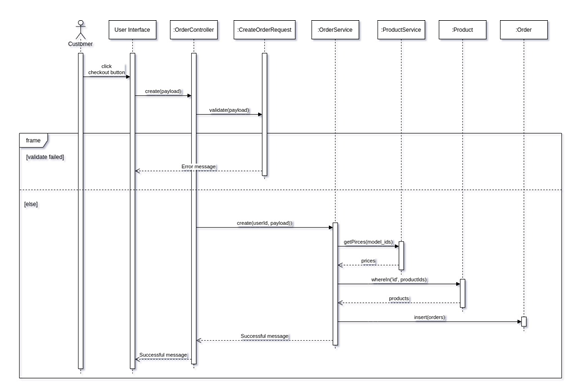 User Interface
:OrderController
:CreateOrderRequest
:OrderService
:ProductService
:Product
:Order
Customer
click
checkout button
create(payload);
validate(payload);
frame
[validate failed]
Error message;
[else]
create(userId, payload));
getPirces(model_ids);
prices;
whereIn('id', productIds);
products;
insert(orders);
Successful message;
Successful message;